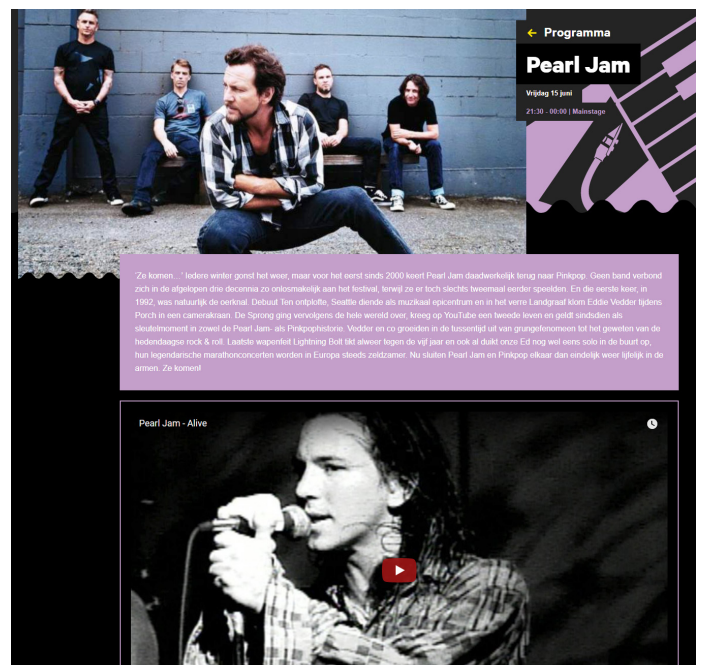 ← Programma
Pearl Jam
Vrijdag 15 juni
21:30 - 00:00 | Mainstage
'Ze komen...' Iedere winter gonst het weer, maar voor het eerst sinds 2000 keert Pearl Jam daadwerkelijk terug naar Pinkpop. Geen band verbond
zich in de afgelopen drie decennia zo onlosmakelijk aan het festival, terwijl ze er toch slechts tweemaal eerder speelden. En die eerste keer, in
1992, was natuurlijk de oerknal. Debuut Ten ontplofte, Seattle diende als muzikaal epicentrum en in het verre Landgraaf klom Eddie Vedder tijdens
Porch in een camerakraan. De Sprong ging vervolgens de hele wereld over, kreeg op YouTube een tweede leven en geldt sindsdien als
sleutelmoment in zowel de Pearl Jam- als Pinkpophistorie. Vedder en co groeiden in de tussentijd uit van grungefenomeen tot het geweten van de
hedendaagse rock & roll. Laatste wapenfeit Lightning Bolt tikt alweer tegen de vijf jaar en ook al duikt onze Ed nog wel eens solo in de buurt op,
hun legendarische marathonconcerten worden in Europa steeds zeldzamer. Nu sluiten Pearl Jam en Pinkpop elkaar dan eindelijk weer lijfelijk in de
armen. Ze komen!
Pearl Jam - Alive